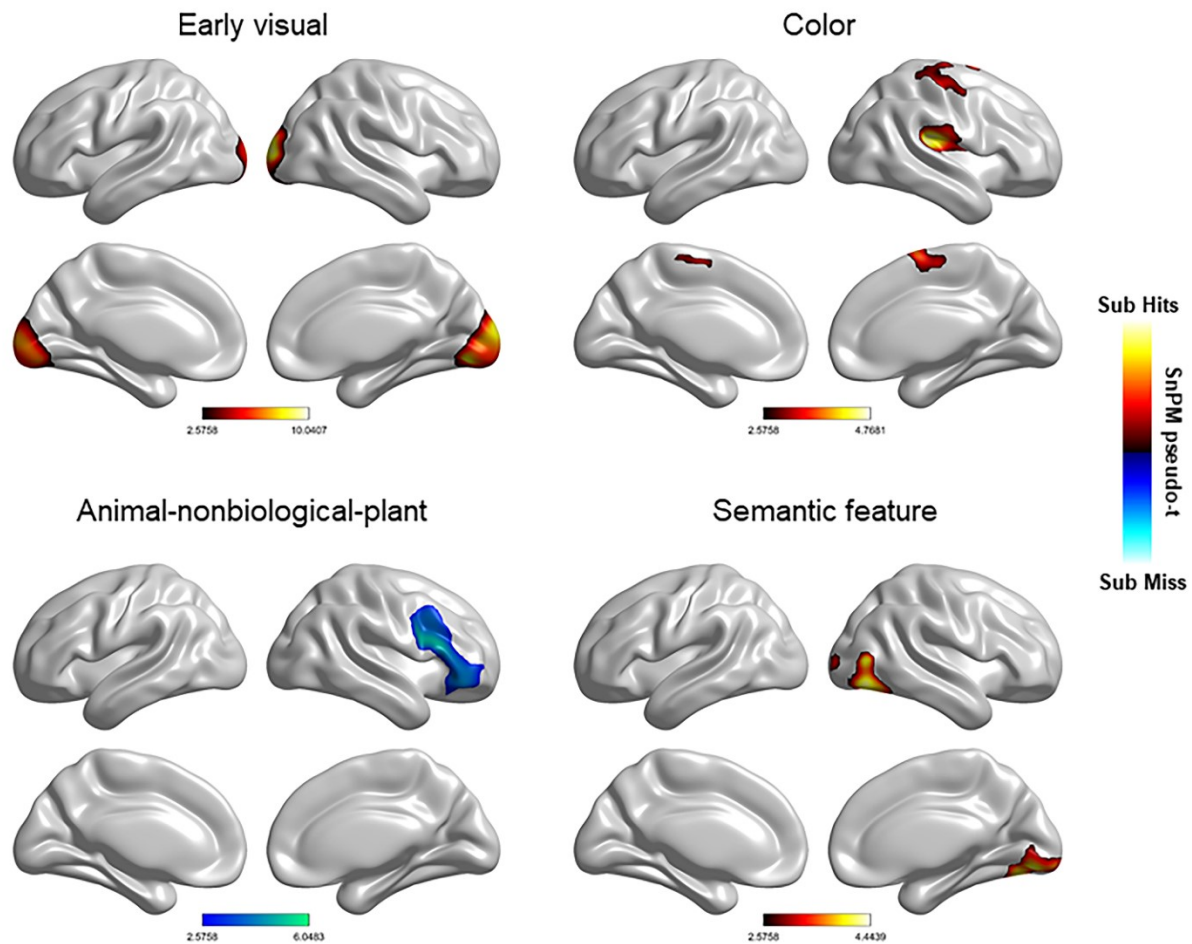 Early visual
Color
2.5758 10.0407
2.5758 4.7681
Sub Hits
SnPM pseudo-t
Sub Miss
Animal-nonbiological-plant
Semantic feature
2.5758 6.0483
2.5758 4.4439